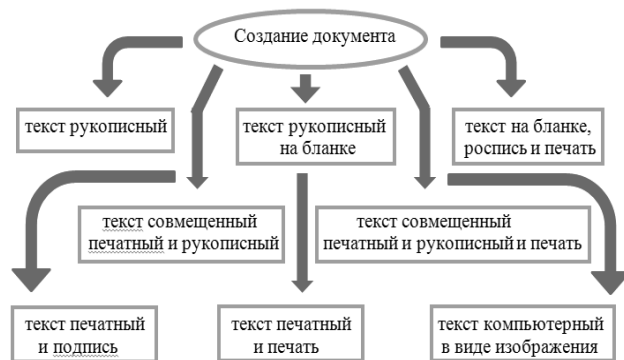 Создание документа
текст рукописный
текст рукописный
на бланке
текст на бланке,
роспись и печать
текст совмещенный
печатный и рукописный
текст совмещенный
печатный и рукописный и печать
текст печатный
и подпись
текст печатный
и печать
текст компьютерный
в виде изображения